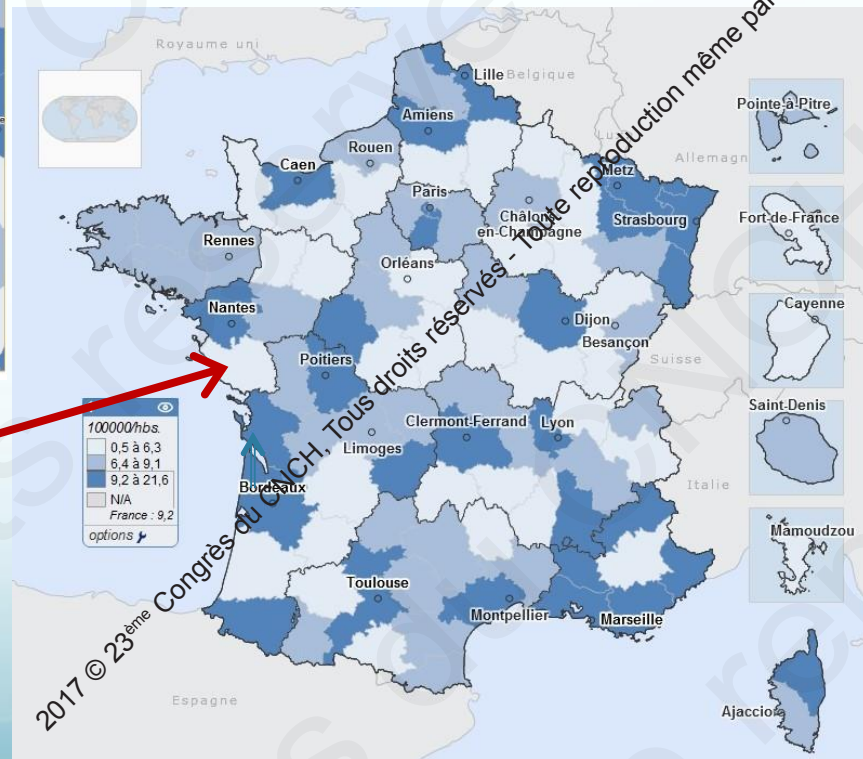 Royaume uni
Lille
Belgique
Amiens
Pointe-à-Pitre
Rouen
Caen
Allemagn
Metz
Paris
Châlons
en-Champagne
Strasbourg
Fort-de-France
Rennes
Orléans
Nantes
Cayenne
Dijon
Besançon
Poitiers
Suisse
100000/hbs.
0,5 à 6,3
6,4 à 9,1
9,2 à 21,6
N/A
France : 9,2
options
Clermont-Ferrand
Lyon
Saint-Denis
Limoges
Bordeaux
Italie
Mamoudzou
Toulouse
Montpellier
Marseille
Espagne
Ajaccio
2017 © 23ème Congrès du CNCH, Tous droits réservés - Toute reproduction même par